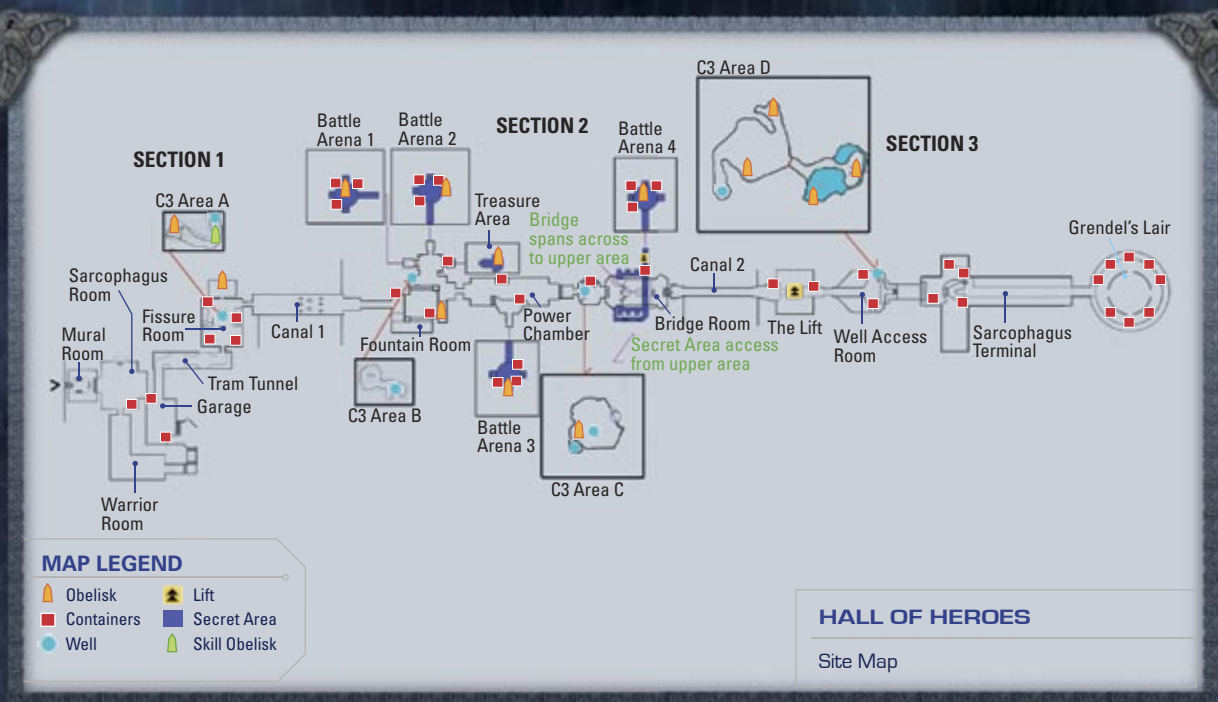 C3 Area D
Battle
Arena 1
Battle
Arena 2
SECTION 2
Battle
Arena 4
SECTION 3
SECTION 1
C3 Area A
Treasure
Area
Bridge
spans across
to upper area
Grendel's Lair
Sarcophagus
Room
Fissure
Room
Canal 1
Fountain Room
Power
Chamber
Canal 2
Bridge Room
The Lift
Well Access
Room
Sarcophagus
Terminal
Secret Area access
from upper area
Mural
Room
>
Tram Tunnel
Garage
C3 Area B
Battle
Arena 3
C3 Area C
Warrior
Room
MAP LEGEND
Obelisk
Containers
Well
Lift
Secret Area
Skill Obelisk
HALL OF HEROES
Site Map